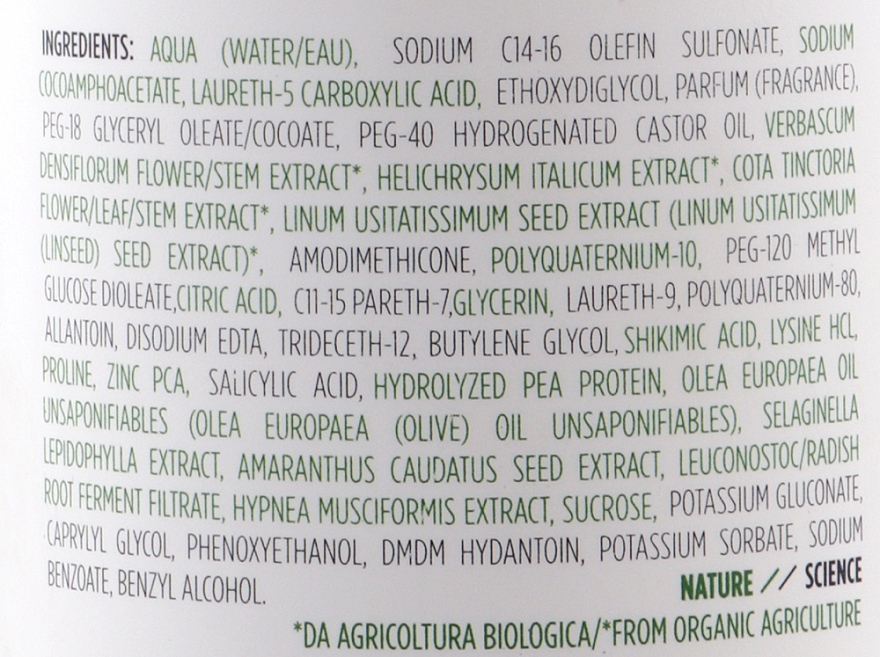 INGREDIENTS: AQUA (WATER/EAU), SODIUM C14-16 OLEFIN SULFONATE, SODIUM
COCOAMPHOACETATE, LAURETH-5 CARBOXYLIC ACID, ETHOXYDIGLYCOL, PARFUM (FRAGRANCE),
PEG-18 GLYCERYL OLEATE/COCOATE, PEG-40 HYDROGENATED CASTOR OIL, VERBASCUM
DENSIFLORUM FLOWER/STEM EXTRACT*, HELICHRYSUM ITALICUM EXTRACT*, COTA TINCTORIA
FLOWER/LEAF/STEM EXTRACT*, LINUM USITATISSIMUM SEED EXTRACT (LINUM USITATISSIMUM
(LINSEED) SEED EXTRACT)*, AMODIMETHICONE, POLYQUATERNIUM-10, PEG-120 METHYL
GLUCOSE DIOLEATE,CITRIC ACID, C11-15 PARETH-7,GLYCERIN, LAURETH-9, POLYQUATERNIUM-80,
ALLANTOIN, DISODIUM EDTA, TRIDECETH-12, BUTYLENE GLYCOL, SHIKIMIC ACID, LYSINE HCL,
PROLINE, ZINC PCA, SALICYLIC ACID, HYDROLYZED PEA PROTEIN, OLEA EUROPAEA OIL
UNSAPONIFIABLES (OLEA EUROPAEA (OLIVE) OIL UNSAPONIFIABLES), SELAGINELLA
LEPIDOPHYLLA EXTRACT, AMARANTHUS CAUDATUS SEED EXTRACT, LEUCONOSTOC/RADISH
ROOT FERMENT FILTRATE, HYPNEA MUSCIFORMIS EXTRACT, SUCROSE, POTASSIUM GLUCONATE,
CAPRYLYL GLYCOL, PHENOXYETHANOL, DMDM HYDANTOIN, POTASSIUM SORBATE, SODIUM
BENZOATE, BENZYL ALCOHOL.
NATURE // SCIENCE
*DA AGRICOLTURA BIOLOGICA/*FROM ORGANIC AGRICULTURE